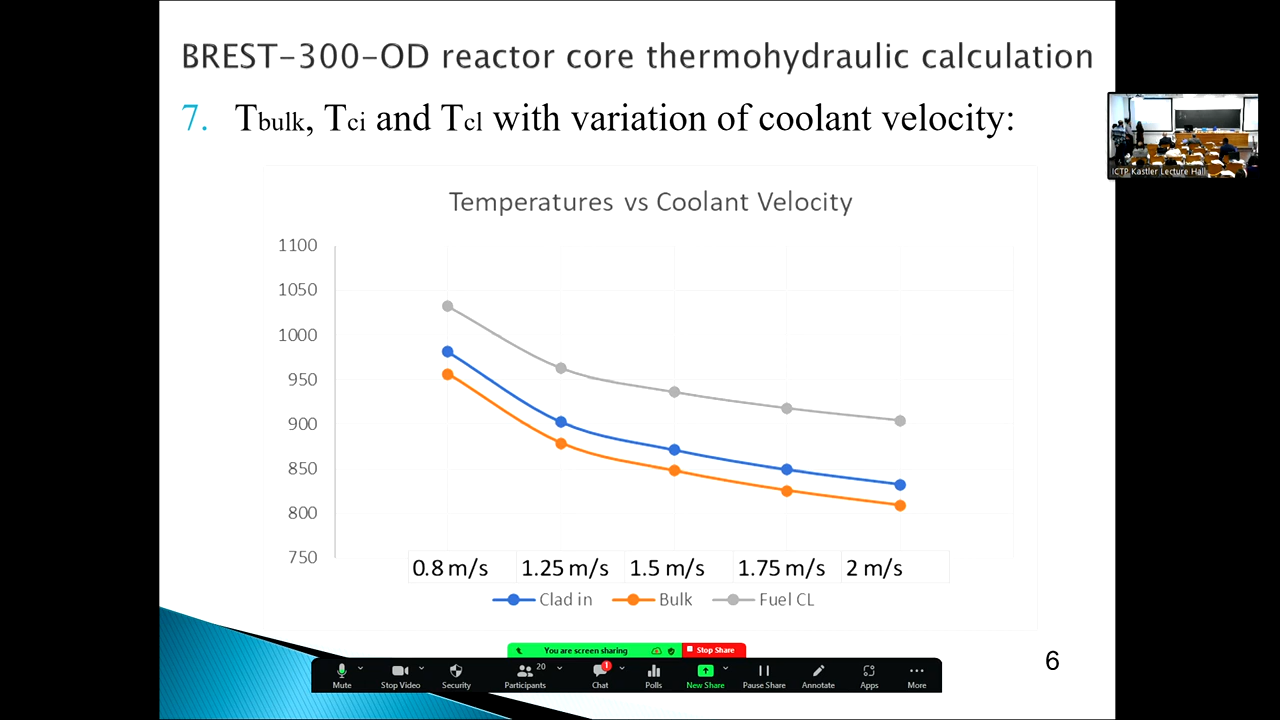 BREST-300-OD reactor core thermohydraulic calculation
7. Tbulk, Tci and Tcl with variation of coolant velocity:
ICTP Kastler Lecture Hall
Temperatures vs Coolant Velocity
1100
1050
1000
950
900
850
800
750
0.8 m/s 1.25 m/s 1.5 m/s 1.75 m/s 2 m/s
Clad in Bulk Fuel CL
You are screen sharing Stop Share
6
20
1
Mute Stop Video Security Participants Chat Polls New Share Pause Share Annotate Apps More